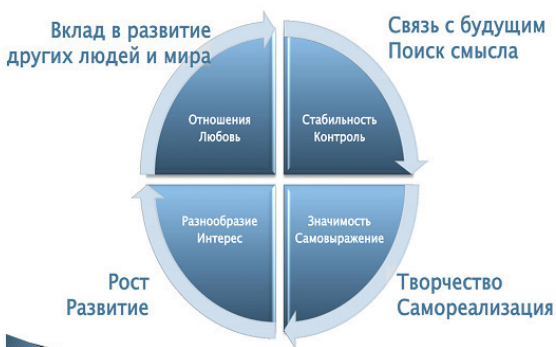 Вклад в развитие
других людей и мира
Связь с будущим
Поиск смысла
Отношения
Любовь
Стабильность
Контроль
Разнообразие
Интерес
Значимость
Самовыражение
Рост
Развитие
Творчество
Самореализация